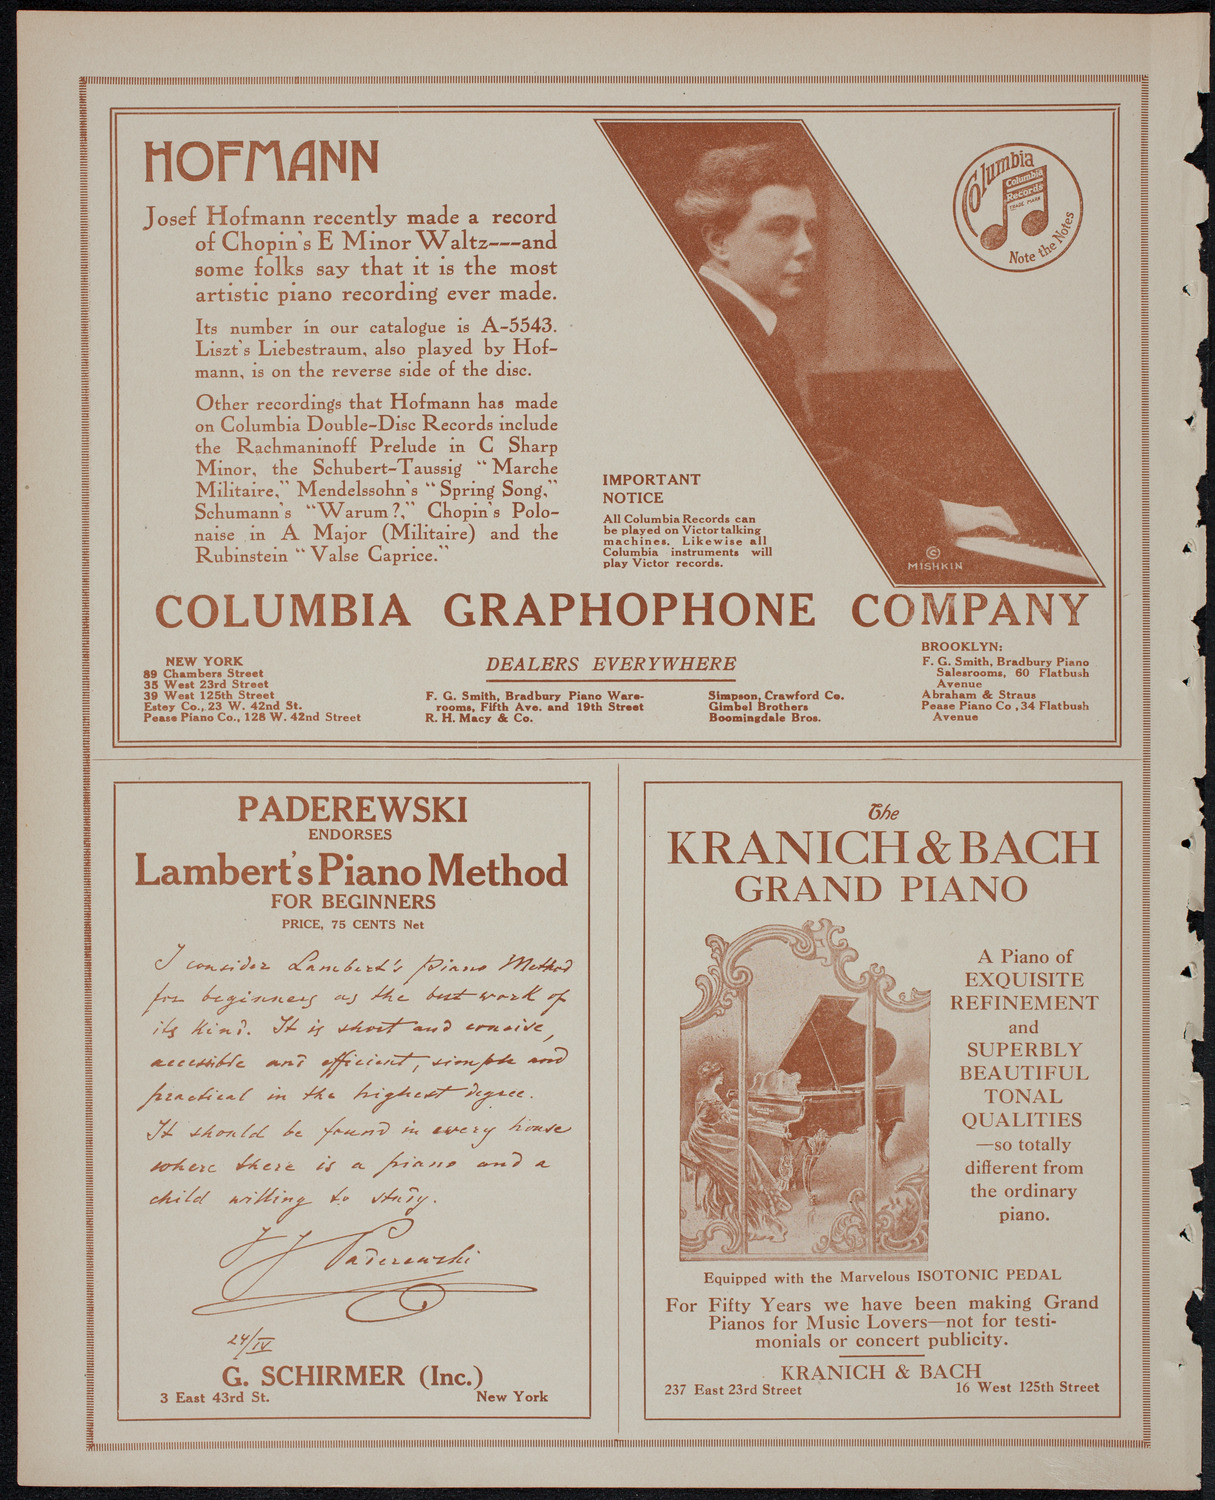 HOFMANN
Josef Hofmann recently made a record
of Chopin's E Minor Waltz---and
some folks say that it is the most
artistic piano recording ever made.
Its number in our catalogue is A-5543.
Liszt's Liebestraum, also played by Hof-
mann, is on the reverse side of the disc.
Other recordings that Hofmann has made
on Columbia Double-Disc Records include
the Rachmaninoff Prelude in C Sharp
Minor, the Schubert-Taussig "Marche
Militaire," Mendelssohn's "Spring Song,"
Schumann's "Warum?," Chopin's Polo-
naise in A Major (Militaire) and the
Rubinstein "Valse Caprice."
IMPORTANT
NOTICE
All Columbia Records can
be played on Victor talking
machines. Likewise all
Columbia instruments will
play Victor records.
©
MISHKIN
Columbia
Columbia
Records
TRADE MARK
Note the Notes
COLUMBIA GRAPHOPHONE COMPANY
NEW YORK
89 Chambers Street
35 West 23rd Street
39 West 125th Street
Estey Co., 23 W. 42nd St.
Pease Piano Co., 128 W. 42nd Street
DEALERS EVERYWHERE
F. G. Smith, Bradbury Piano Ware-
rooms, Fifth Ave. and 19th Street
R. H. Macy & Co.
Simpson, Crawford Co.
Gimbel Brothers
Boomingdale Bros.
BROOKLYN:
F. G. Smith, Bradbury Piano
Salesrooms, 60 Flatbush
Avenue
Abraham & Straus
Pease Piano Co., 34 Flatbush
Avenue
PADEREWSKI
ENDORSES
Lambert's Piano Method
FOR BEGINNERS
PRICE, 75 CENTS Net
I consider Lambert's Piano Method
for beginners as the best work of
its kind. It is short and concise,
accessible and efficient, simple and
practical in the highest degree.
It should be found in every house
where there is a piano and a
child willing to study.
I J Paderewski
24/IV
G. SCHIRMER (Inc.)
3 East 43rd St. New York
The
KRANICH & BACH
GRAND PIANO
A Piano of
EXQUISITE
REFINEMENT
and
SUPERBLY
BEAUTIFUL
TONAL
QUALITIES
—so totally
different from
the ordinary
piano.
Equipped with the Marvelous ISOTONIC PEDAL
For Fifty Years we have been making Grand
Pianos for Music Lovers—not for testi-
monials or concert publicity.
KRANICH & BACH
237 East 23rd Street 16 West 125th Street